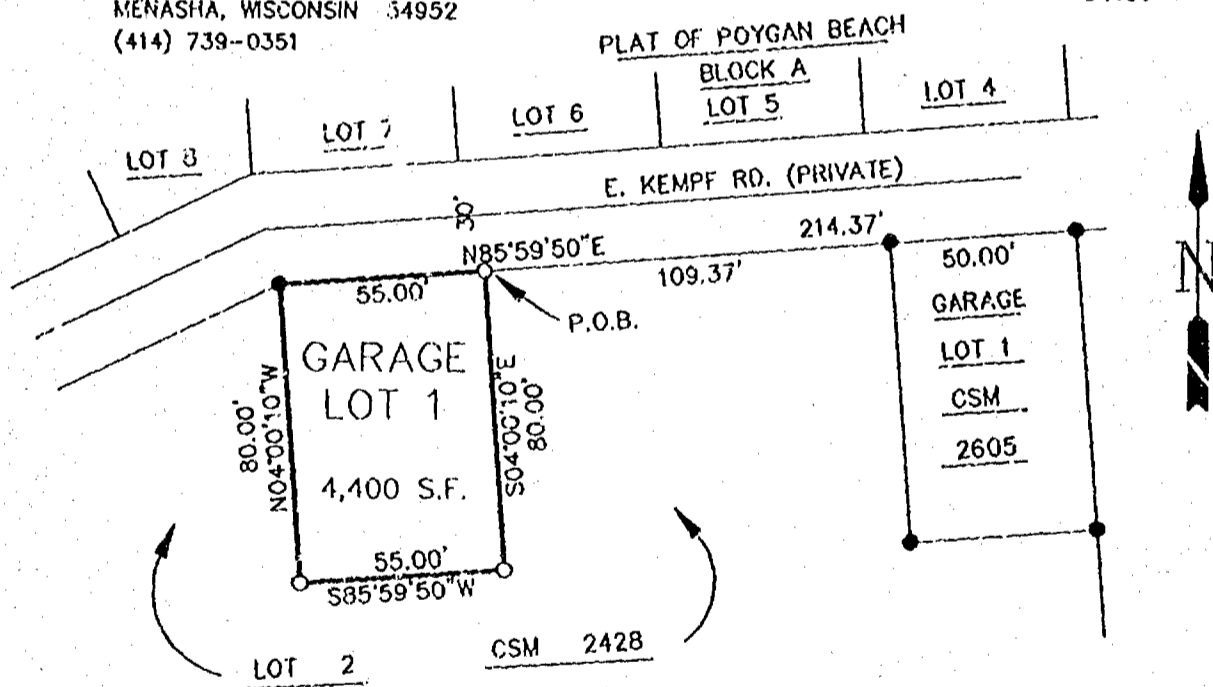 MENASHA, WISCONSIN 54952
(414) 739-0351
PLAT OF POYGAN BEACH
BLOCK A
LOT 8
LOT 7
LOT 6
LOT 5
LOT 4
E. KEMPF RD. (PRIVATE)
30'
N85°59'50"E
214.37'
55.00'
109.37'
50.00'
P.O.B.
N
GARAGE
LOT 1
4,400 S.F.
80.00'
N04°00'10"W
S04°00'10"E
80.00'
GARAGE
LOT 1
CSM
2605
55.00'
S85°59'50"W
LOT 2
CSM 2428